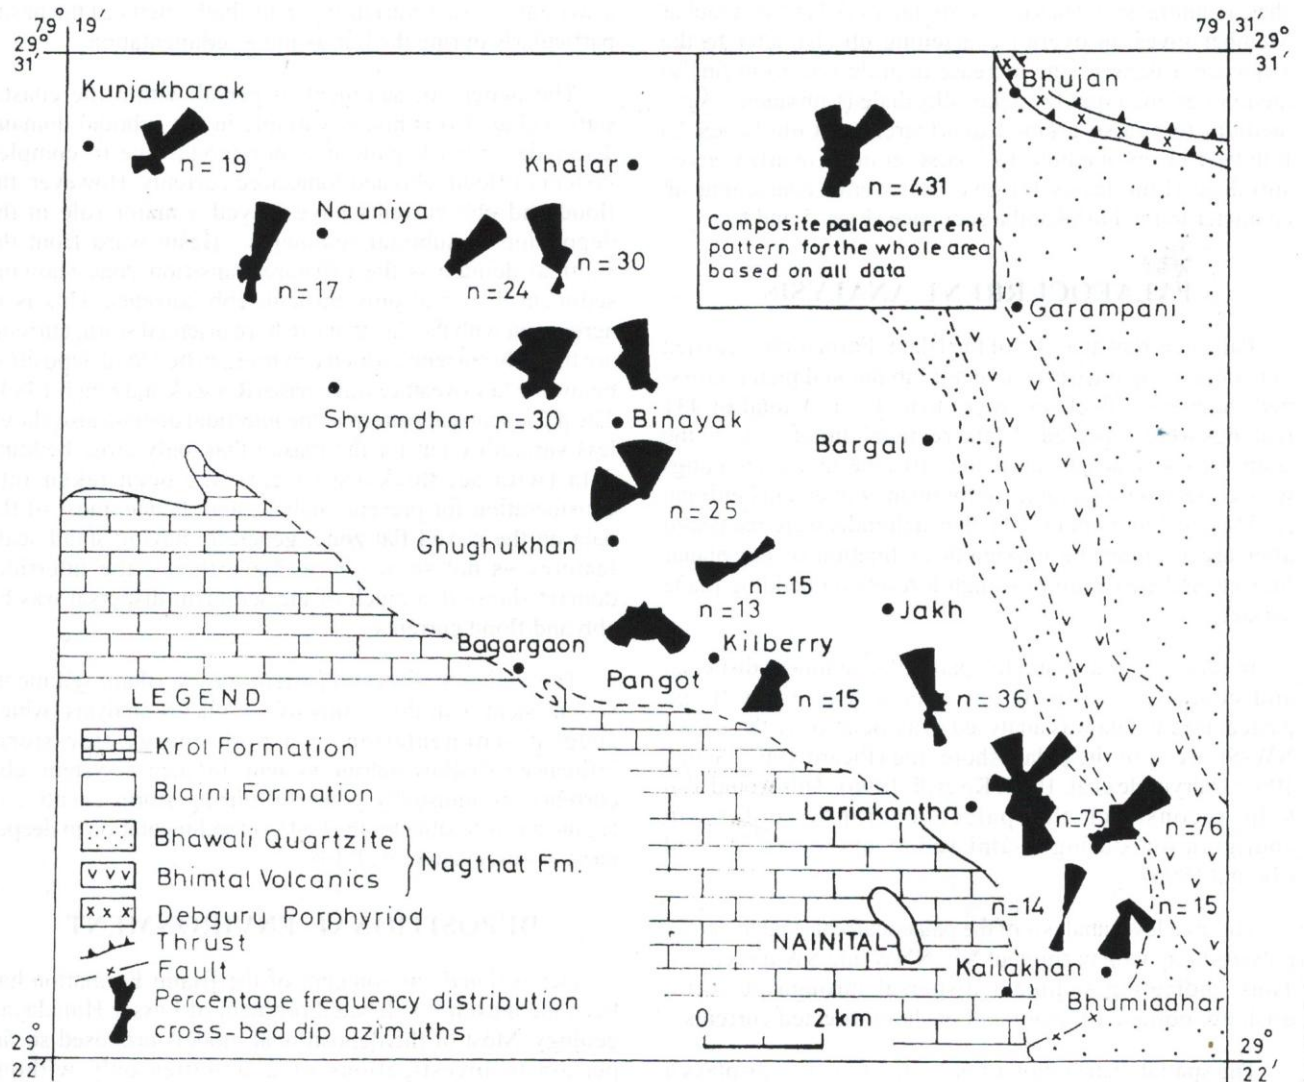 79° 19'
79° 31'
29° 31'
29° 31'
Kunjakharak
n=19
Khalar
Nauniya
n=17
n=24
n=30
n=431
Composite palaeocurrent
pattern for the whole area
based on all data
Bhujan
Garampani
Shyamdhar
n=30
Binayak
Bargal
n=25
Ghughukhan
n=15
n=13
Jakh
Bagargaon
Kilberry
Pangot
n=15
n=36
LEGEND
Krol Formation
Blaini Formation
Bhawali Quartzite
Bhimtal Volcanics
Nagthat Fm.
Debguru Porphyriod
Thrust
Fault
Percentage frequency distribution
cross-bed dip azimuths
Lariakantha
n=75
n=76
n=14
n=15
NAINITAL
Kailakhan
Bhumiadhar
0 2 km
29° 22'
29° 22'